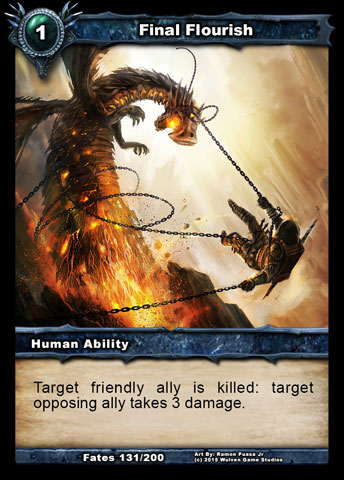 1
Final Flourish
Human Ability
Target friendly ally is killed: target
opposing ally takes 3 damage.
Fates 131/200
Art By: Ramon Puasa Jr
(c) 2015 Wulven Game Studios